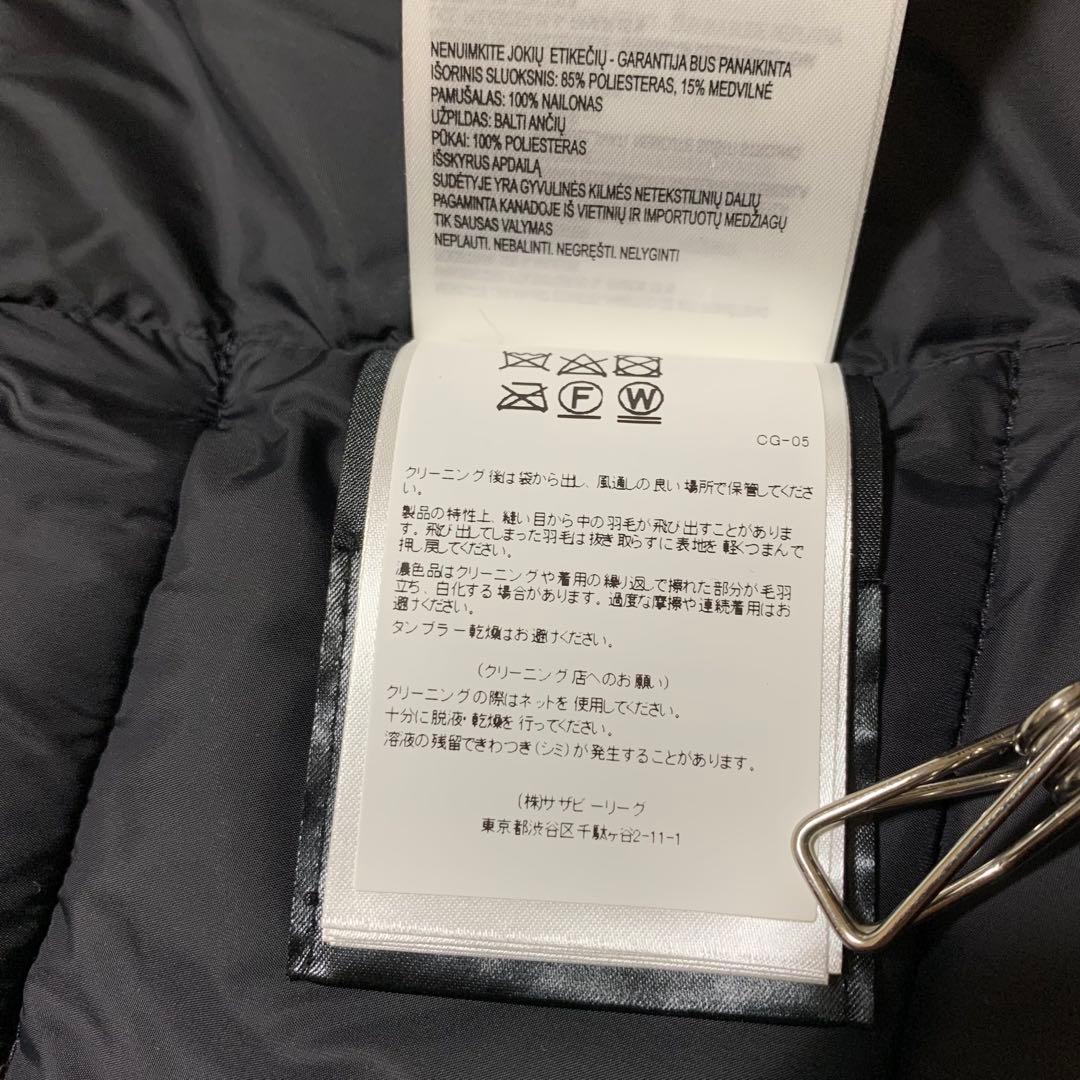 NENUIMKITE JOKIŲ ETIKEČIŲ - GARANTIJA BUS PANAIKINTA
IŠORINIS SLUOKSNIS: 85% POLIESTERAS, 15% MEDVILNĖ
PAMUŠALAS: 100% NAILONAS
UŽPILDAS: BALTI ANČIŲ
PŪKAI: 100% POLIESTERAS
IŠSKYRUS APDAILĄ
SUDĖTYJE YRA GYVULINĖS KILMĖS NETEKSTILINIŲ DALIŲ
PAGAMINTA KANADOJE IŠ VIETINIŲ IR IMPORTUOTŲ MEDŽIAGŲ
TIK SAUSAS VALYMAS
NEPLAUTI. NEBALINTI. NEGRĘŠTI. NELYGINTI
F W
CG-05
クリーニング後は袋から出し、風通しの良い場所で保管してくださ
い。
製品の特性上、縫い目から中の羽毛が飛び出すことがありま
す。飛び出してしまった羽毛は抜き取らずに表地を軽くつまんで
押し戻してください。
濃色品はクリーニングや着用の繰り返しで擦れた部分が毛羽
立ち、白化する場合があります。過度な摩擦や連続着用はお
避けください。
タンブラー乾燥はお避けください。
(クリーニング店へのお願い)
クリーニングの際はネットを使用してください。
十分に脱液・乾燥を行ってください。
溶液の残留できわつき(シミ)が発生することがあります。
(株)サザビーリーグ
東京都渋谷区千駄ヶ谷2-11-1